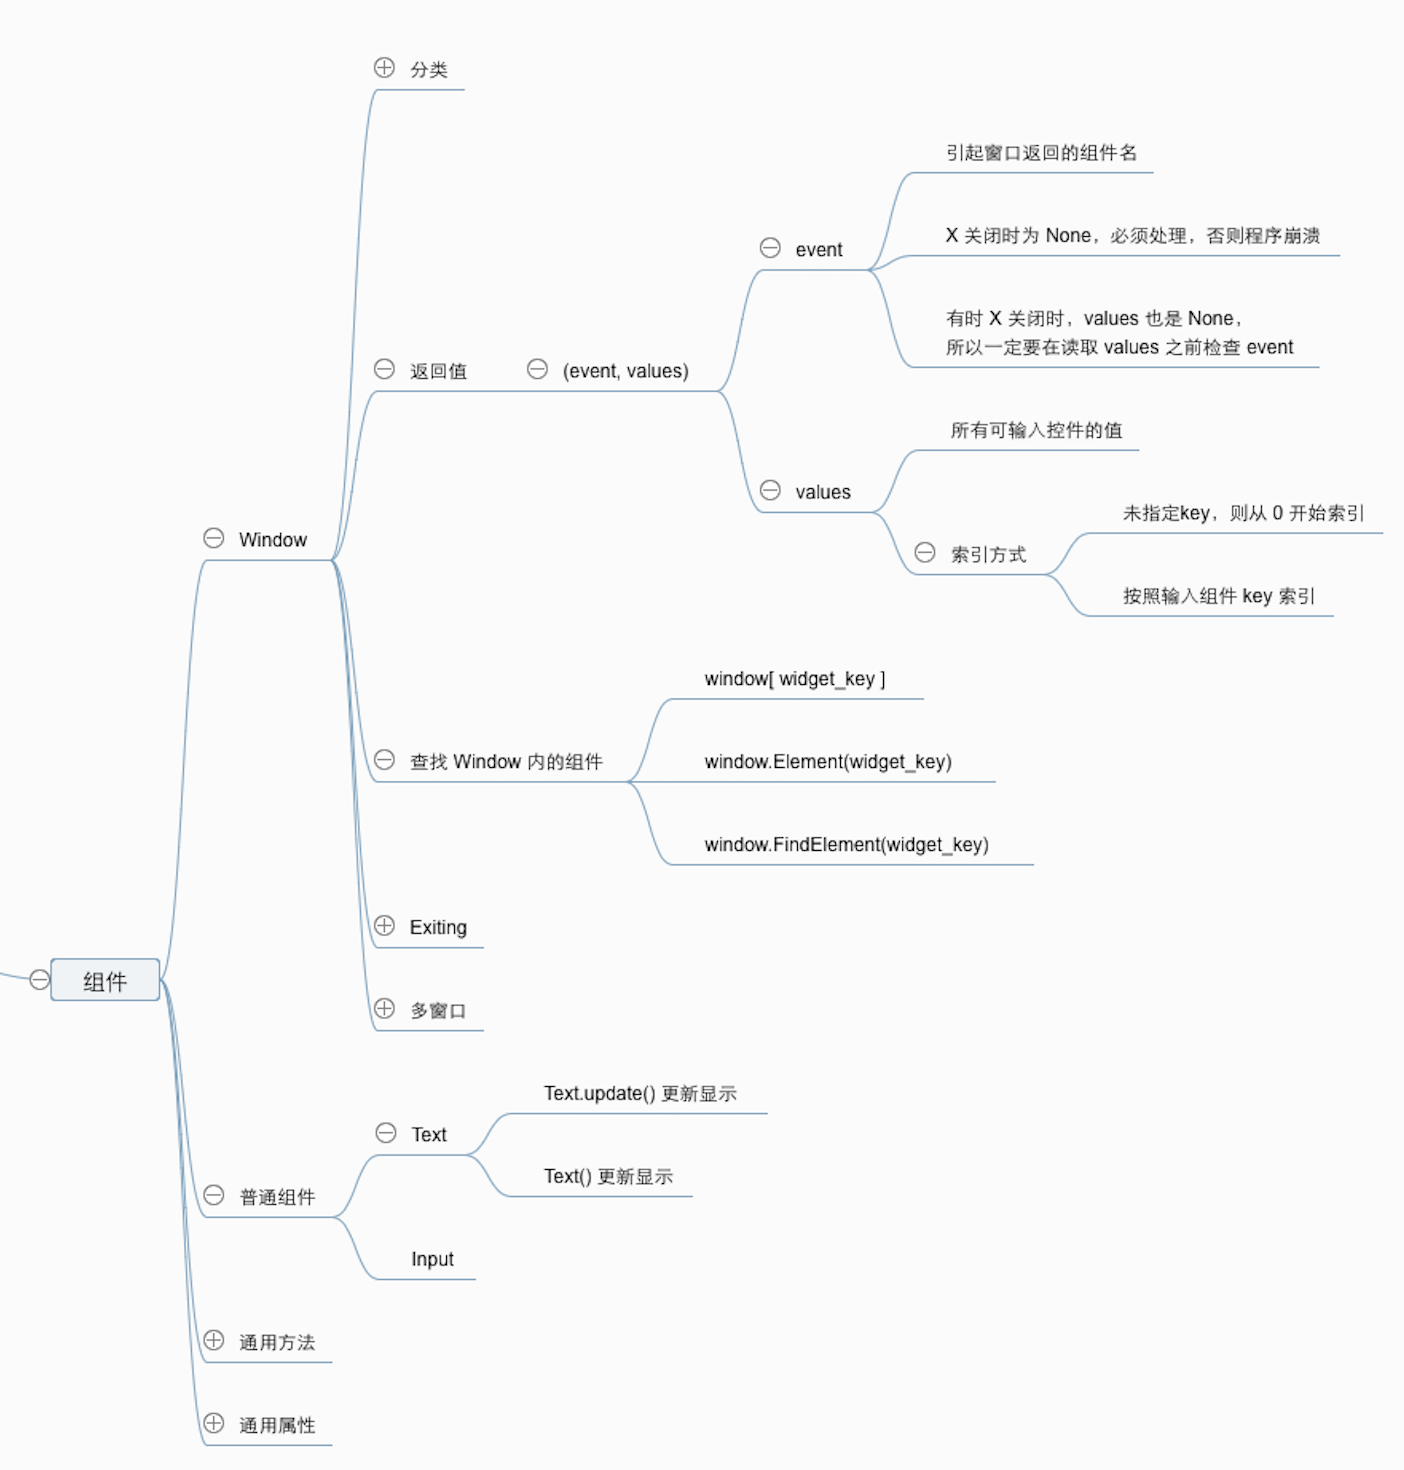 分类
引起窗口返回的组件名
X 关闭时为 None，必须处理，否则程序崩溃
event
有时 X 关闭时，values 也是 None，
所以一定要在读取 values 之前检查 event
返回值
(event, values)
所有可输入控件的值
values
未指定key，则从 0 开始索引
Window
索引方式
按照输入组件 key 索引
window[ widget_key ]
查找 Window 内的组件
window.Element(widget_key)
window.FindElement(widget_key)
Exiting
组件
多窗口
Text.update() 更新显示
Text
Text() 更新显示
普通组件
Input
通用方法
通用属性